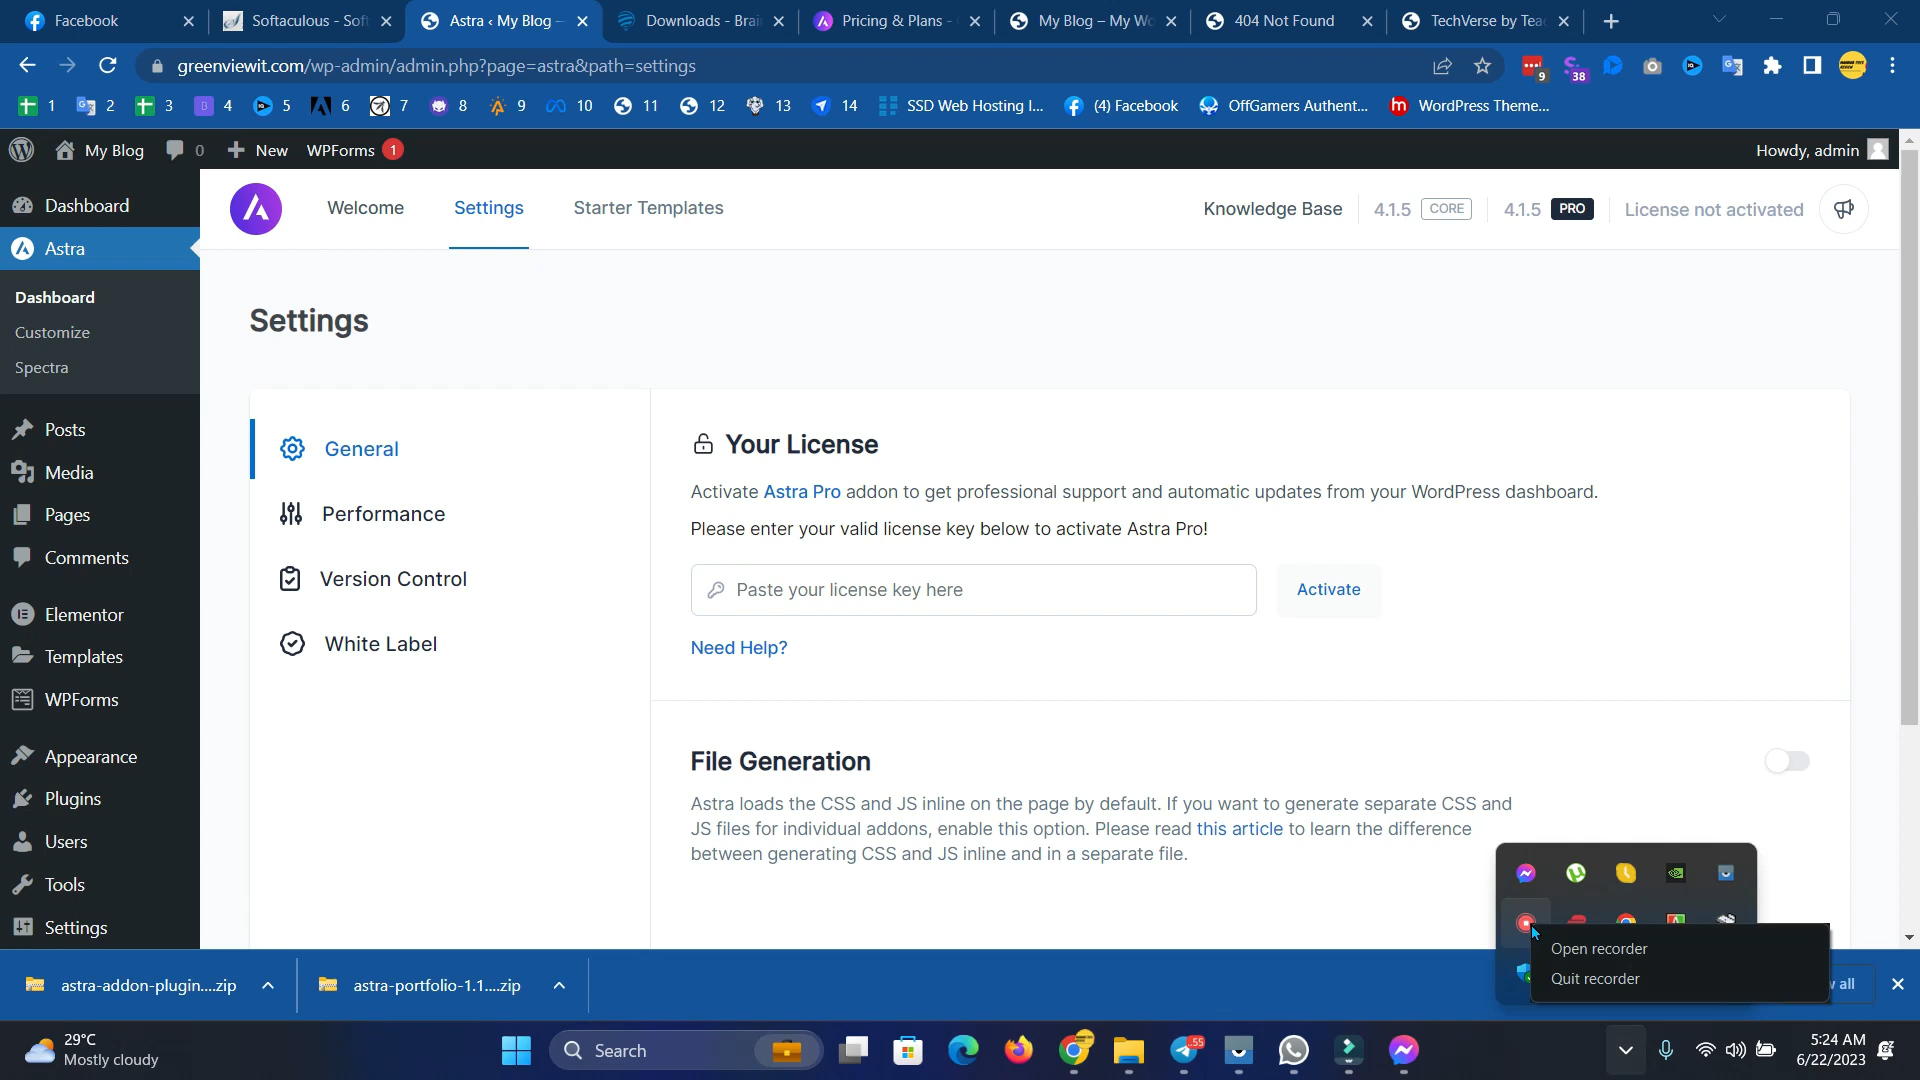 Facebook
Softaculous - Sof
Astra ‹ My Blog –
Downloads - Brai
Pricing & Plans -
My Blog – My Wo
404 Not Found
TechVerse by Tea
greenviewit.com/wp-admin/admin.php?page=astra&path=settings
9
38
1
2
3
4
5
6
7
8
9
10
11
12
13
14
SSD Web Hosting I...
(4) Facebook
OffGamers Authent...
WordPress Theme...
My Blog
0
New
WPForms 1
Howdy, admin
Dashboard
Astra
Dashboard
Customize
Spectra
Posts
Media
Pages
Comments
Elementor
Templates
WPForms
Appearance
Plugins
Users
Tools
Settings
Welcome
Settings
Starter Templates
Knowledge Base
4.1.5 CORE
4.1.5 PRO
License not activated
Settings
General
Performance
Version Control
White Label
Your License
Activate Astra Pro addon to get professional support and automatic updates from your WordPress dashboard.
Please enter your valid license key below to activate Astra Pro!
Paste your license key here
Activate
Need Help?
File Generation
Astra loads the CSS and JS inline on the page by default. If you want to generate separate CSS and
JS files for individual addons, enable this option. Please read this article to learn the difference
between generating CSS and JS inline and in a separate file.
Open recorder
Quit recorder
astra-addon-plugin....zip
astra-portfolio-1.1....zip
all
29°C
Mostly cloudy
Search
55
5:24 AM
6/22/2023